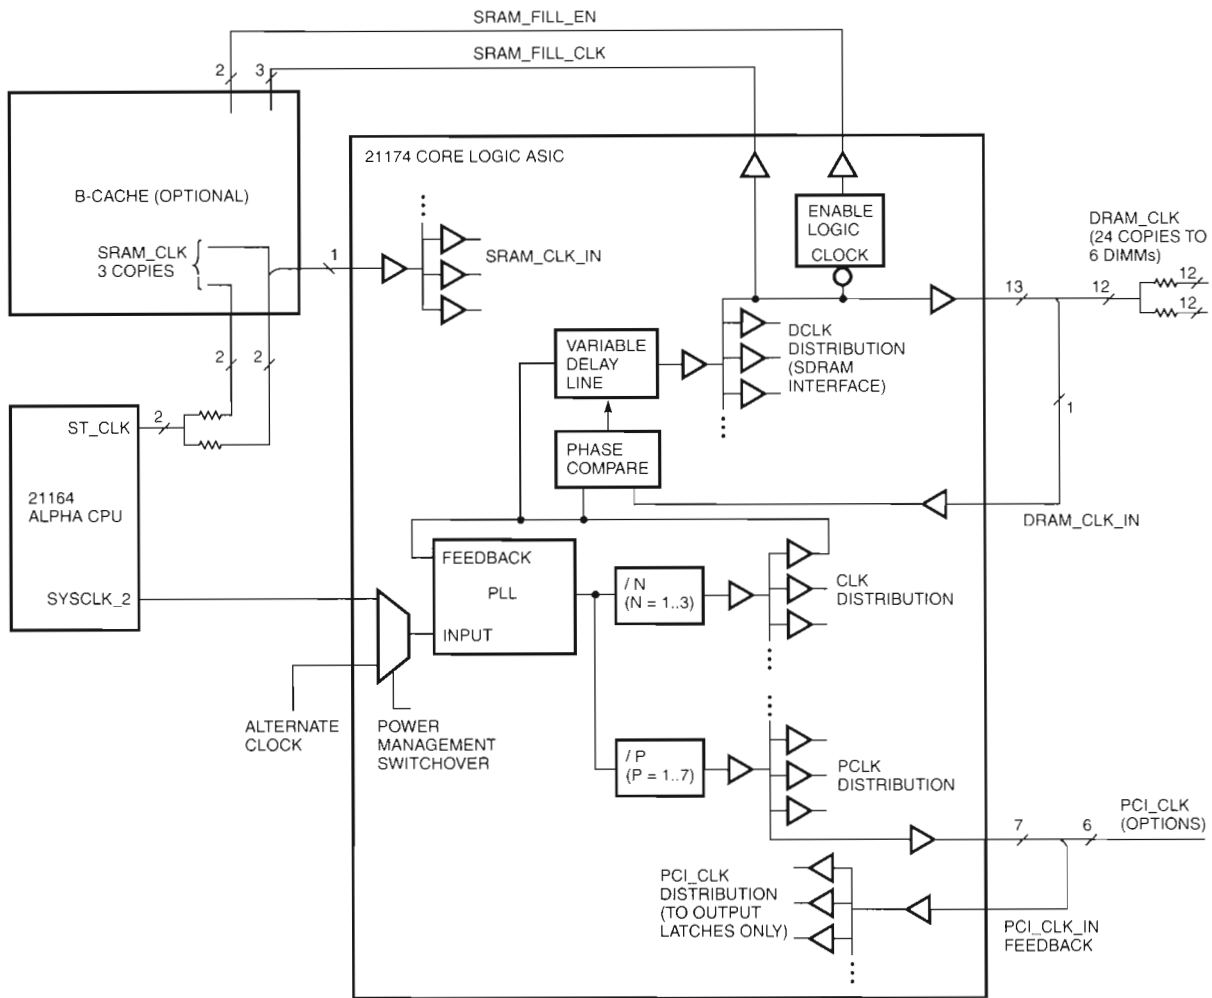 SRAM_FILL_EN
2
3
SRAM_FILL_CLK
21174 CORE LOGIC ASIC
B-CACHE (OPTIONAL)
SRAM_CLK
3 COPIES
1
SRAM_CLK_IN
ENABLE
LOGIC
CLOCK
DRAM_CLK
(24 COPIES TO
6 DIMMs)
13
12
12
12
VARIABLE
DELAY
LINE
DCLK
DISTRIBUTION
(SDRAM
INTERFACE)
2
2
1
ST_CLK
2
PHASE
COMPARE
21164
ALPHA CPU
DRAM_CLK_IN
FEEDBACK
PLL
INPUT
/ N
(N = 1..3)
CLK
DISTRIBUTION
SYSCLK_2
ALTERNATE
CLOCK
POWER
MANAGEMENT
SWITCHOVER
/ P
(P = 1..7)
PCLK
DISTRIBUTION
7
6
PCI_CLK
(OPTIONS)
PCI_CLK
DISTRIBUTION
(TO OUTPUT
LATCHES ONLY)
PCI_CLK_IN
FEEDBACK